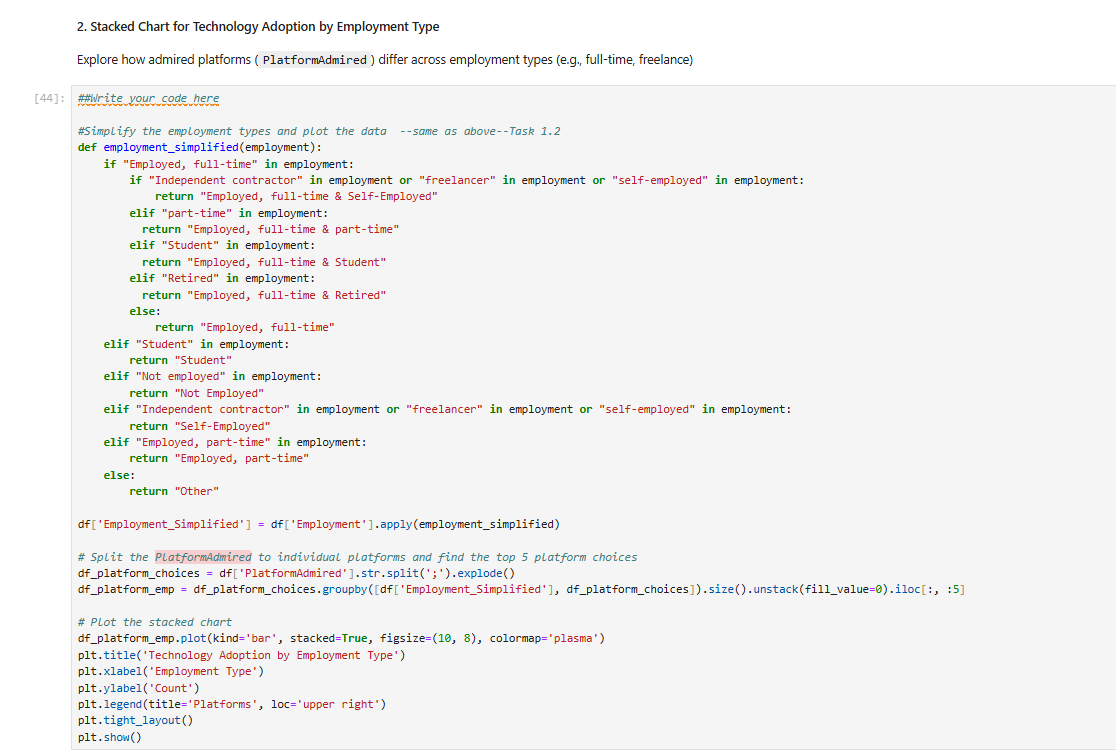 2. Stacked Chart for Technology Adoption by Employment Type
Explore how admired platforms ( PlatformAdmired ) differ across employment types (e.g., full-time, freelance)
[44]: ##Write your code here
#Simplify the employment types and plot the data  --same as above--Task 1.2
def employment_simplified(employment):
    if "Employed, full-time" in employment:
        if "Independent contractor" in employment or "freelancer" in employment or "self-employed" in employment:
            return "Employed, full-time & Self-Employed"
        elif "part-time" in employment:
          return "Employed, full-time & part-time"
        elif "Student" in employment:
          return "Employed, full-time & Student"
        elif "Retired" in employment:
          return "Employed, full-time & Retired"
        else:
            return "Employed, full-time"
    elif "Student" in employment:
        return "Student"
    elif "Not employed" in employment:
        return "Not Employed"
    elif "Independent contractor" in employment or "freelancer" in employment or "self-employed" in employment:
        return "Self-Employed"
    elif "Employed, part-time" in employment:
        return "Employed, part-time"
    else:
        return "Other"
df['Employment_Simplified'] = df['Employment'].apply(employment_simplified)
# Split the PlatformAdmired to individual platforms and find the top 5 platform choices
df_platform_choices = df['PlatformAdmired'].str.split(';').explode()
df_platform_emp = df_platform_choices.groupby([df['Employment_Simplified'], df_platform_choices]).size().unstack(fill_value=0).iloc[:, :5]
# Plot the stacked chart
df_platform_emp.plot(kind='bar', stacked=True, figsize=(10, 8), colormap='plasma')
plt.title('Technology Adoption by Employment Type')
plt.xlabel('Employment Type')
plt.ylabel('Count')
plt.legend(title='Platforms', loc='upper right')
plt.tight_layout()
plt.show()